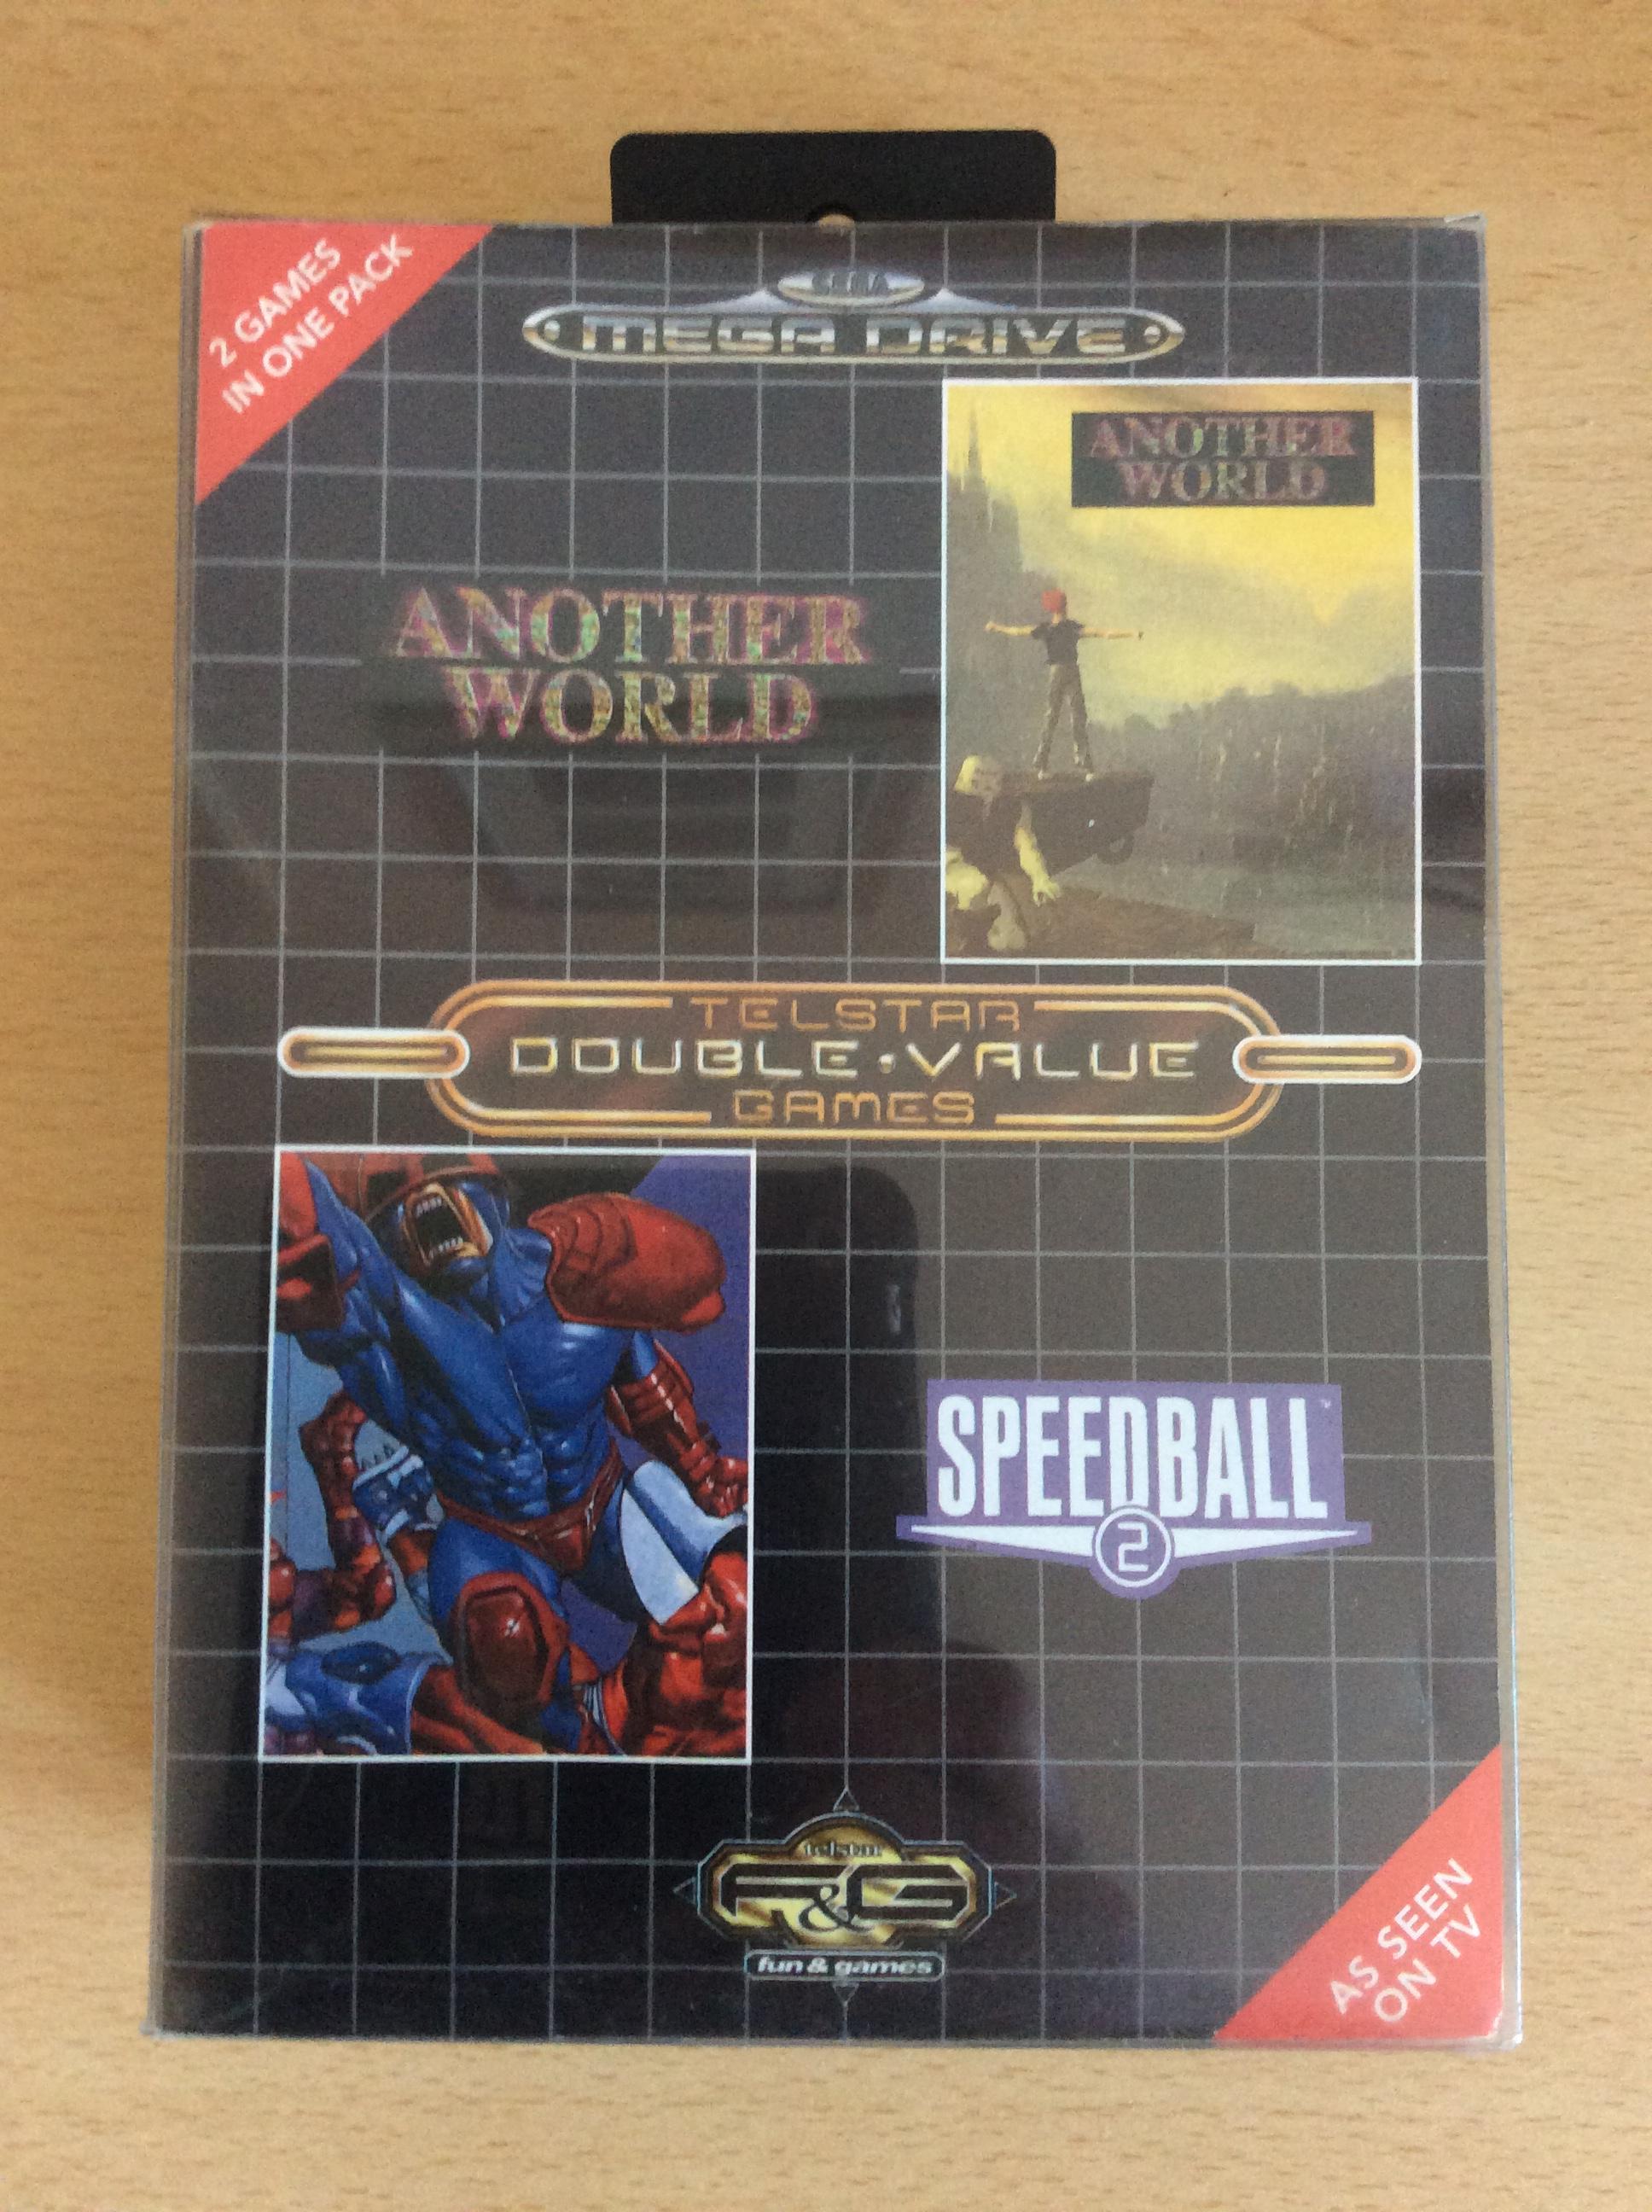 2 GAMES
IN ONE PACK
SEGA
MEGA DRIVE
ANOTHER
WORLD
ANOTHER
WORLD
TELSTAR
DOUBLE·VALUE
GAMES
SPEEDBALL™
2
telstar
F&G
fun & games
AS SEEN
ON TV